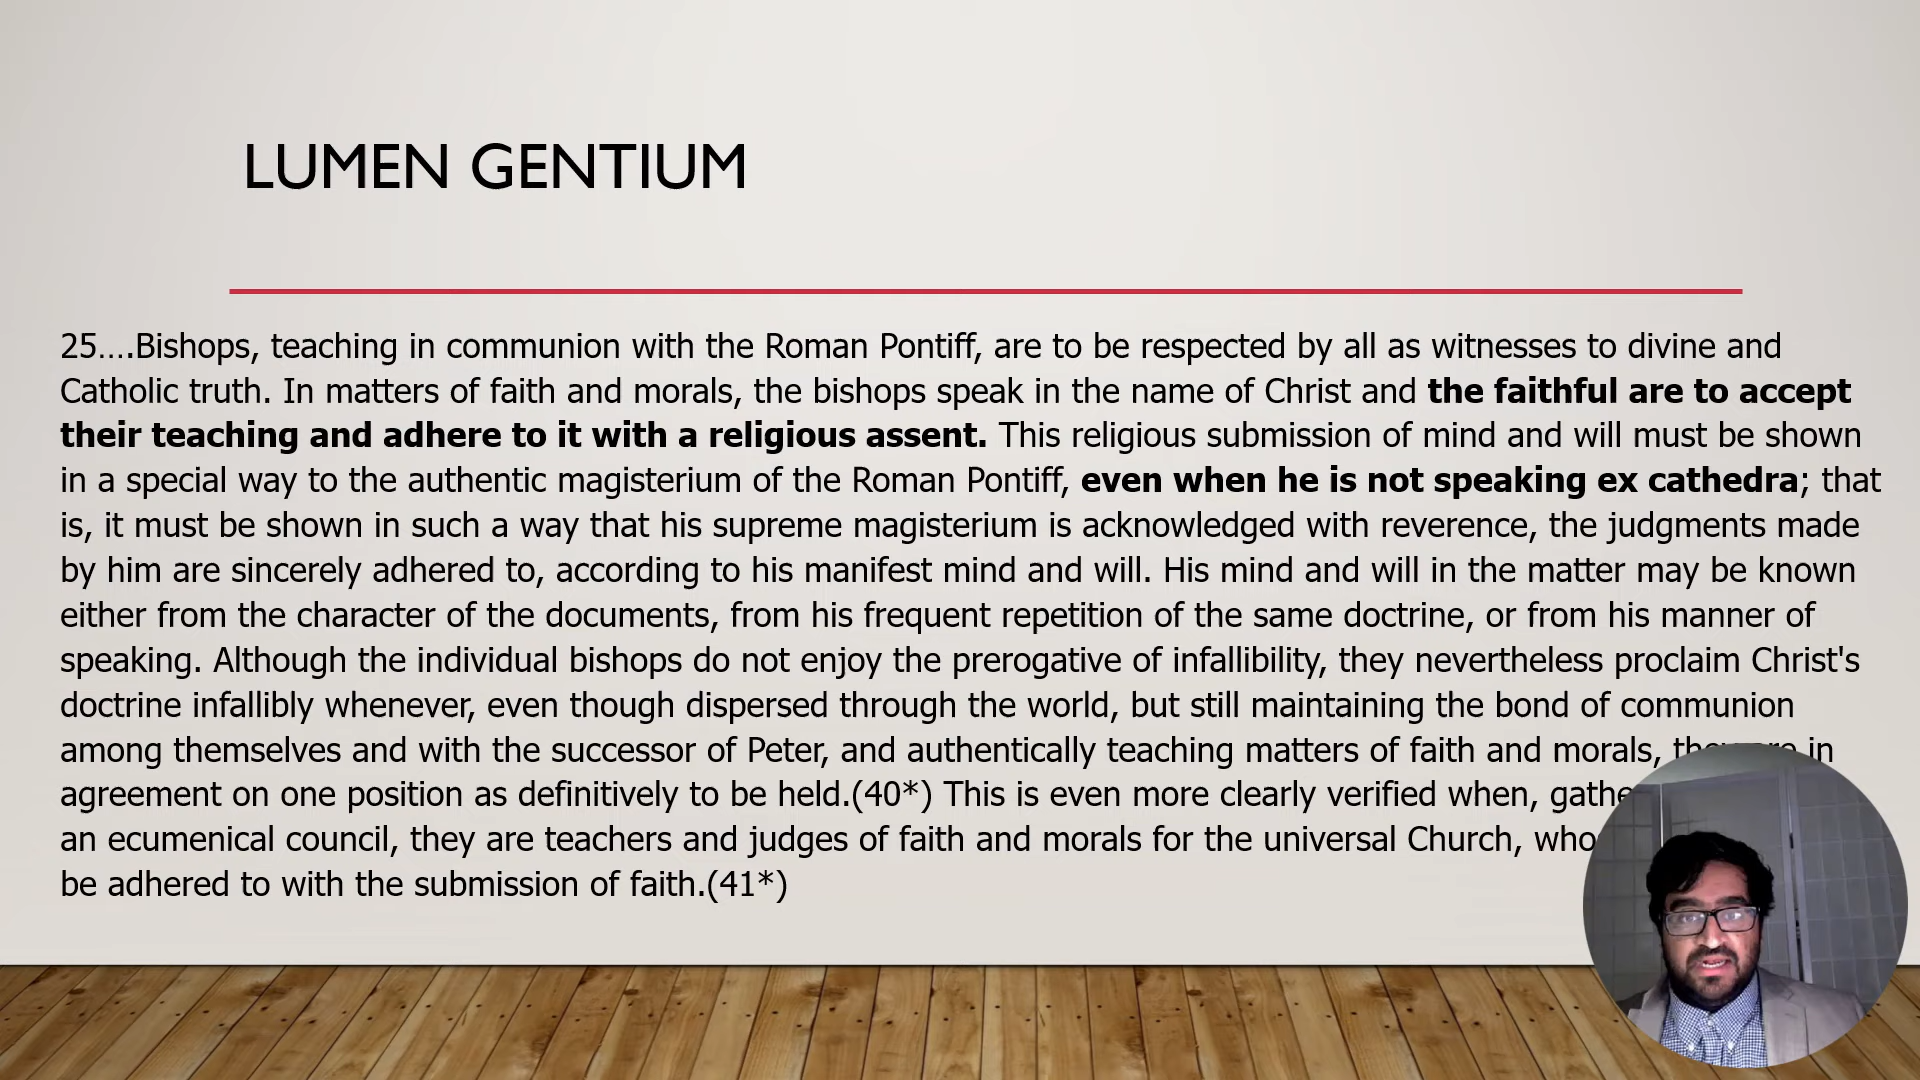 LUMEN GENTIUM
25….Bishops, teaching in communion with the Roman Pontiff, are to be respected by all as witnesses to divine and
Catholic truth. In matters of faith and morals, the bishops speak in the name of Christ and the faithful are to accept
their teaching and adhere to it with a religious assent. This religious submission of mind and will must be shown
in a special way to the authentic magisterium of the Roman Pontiff, even when he is not speaking ex cathedra; that
is, it must be shown in such a way that his supreme magisterium is acknowledged with reverence, the judgments made
by him are sincerely adhered to, according to his manifest mind and will. His mind and will in the matter may be known
either from the character of the documents, from his frequent repetition of the same doctrine, or from his manner of
speaking. Although the individual bishops do not enjoy the prerogative of infallibility, they nevertheless proclaim Christ's
doctrine infallibly whenever, even though dispersed through the world, but still maintaining the bond of communion
among themselves and with the successor of Peter, and authentically teaching matters of faith and morals, they are in
agreement on one position as definitively to be held.(40*) This is even more clearly verified when,
an ecumenical council, they are teachers and judges of faith and morals for the universal Church,
be adhered to with the submission of faith.(41*)